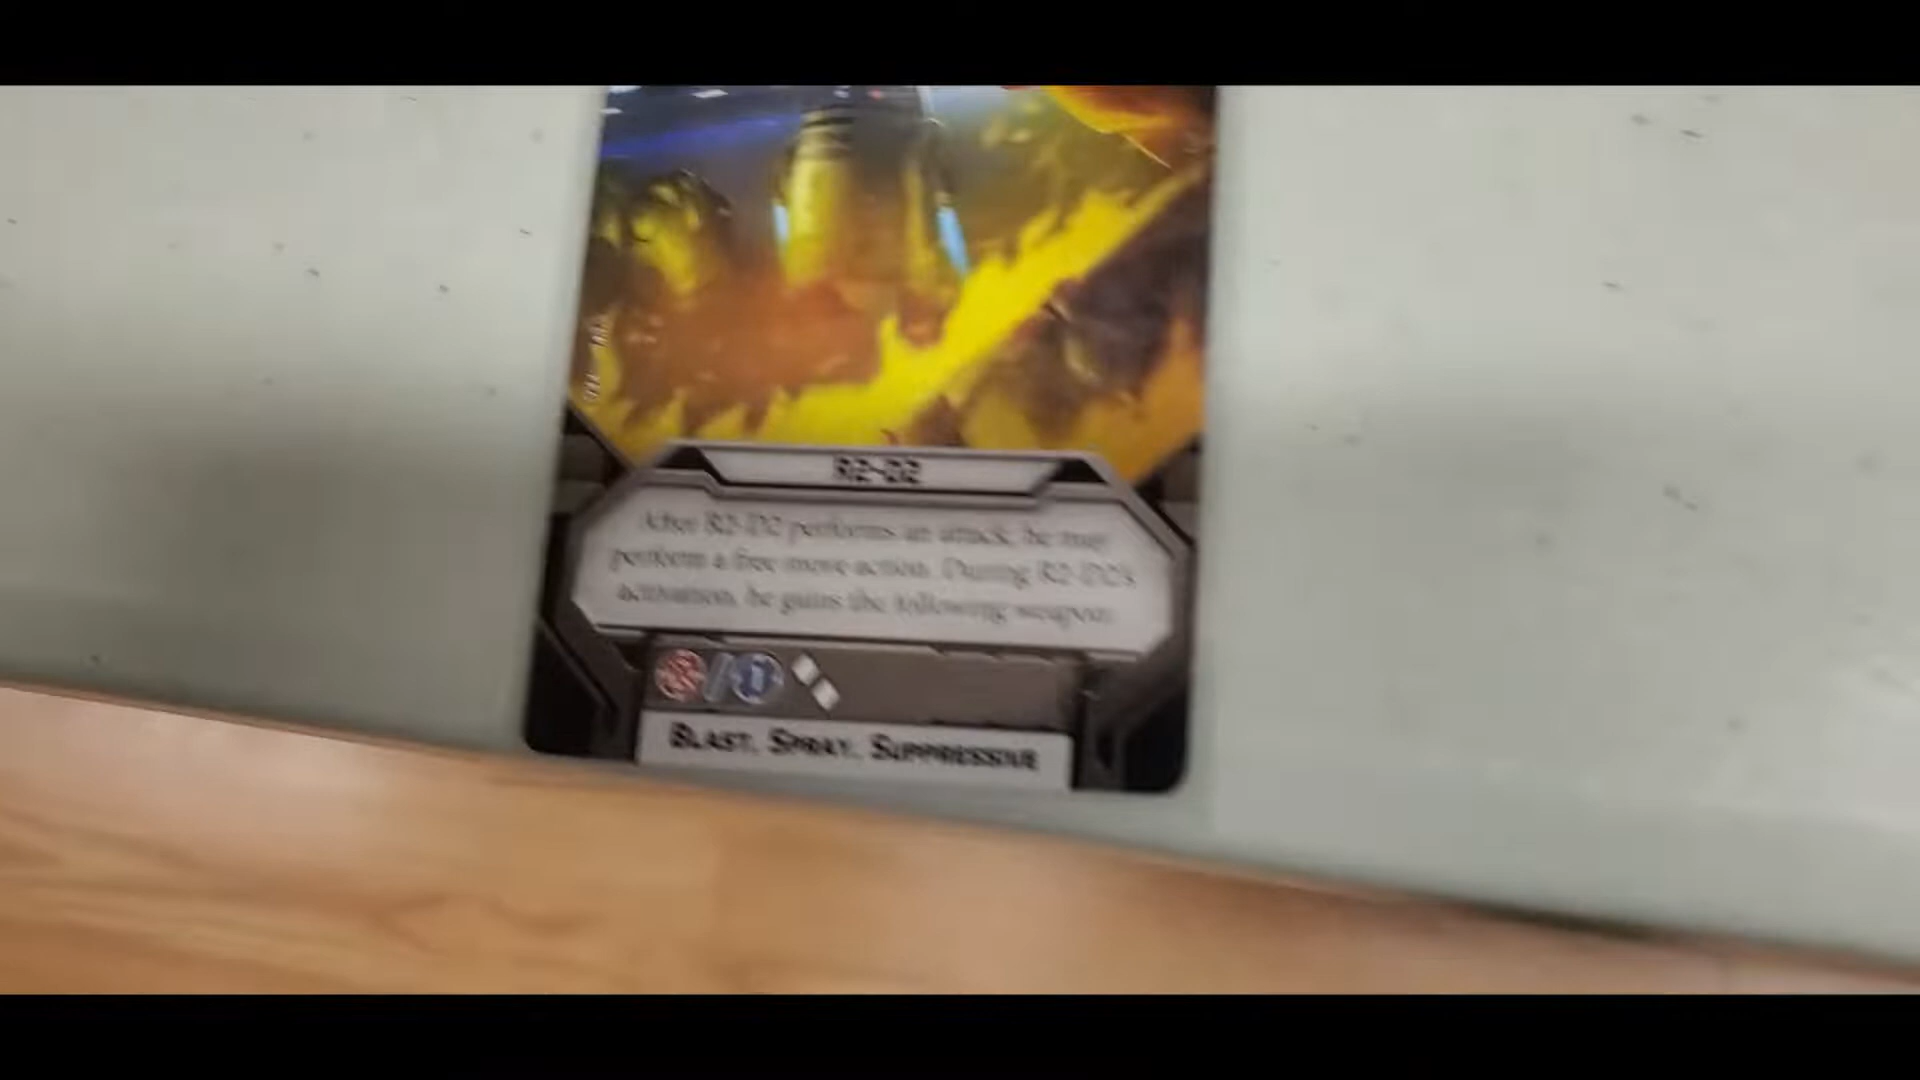 R2-D2
After R2-D2 performs an attack, he may
perform a free move action. During R2-D2's
activation, he gains the following weapon:
BLAST, SPRAY, SUPPRESSIVE